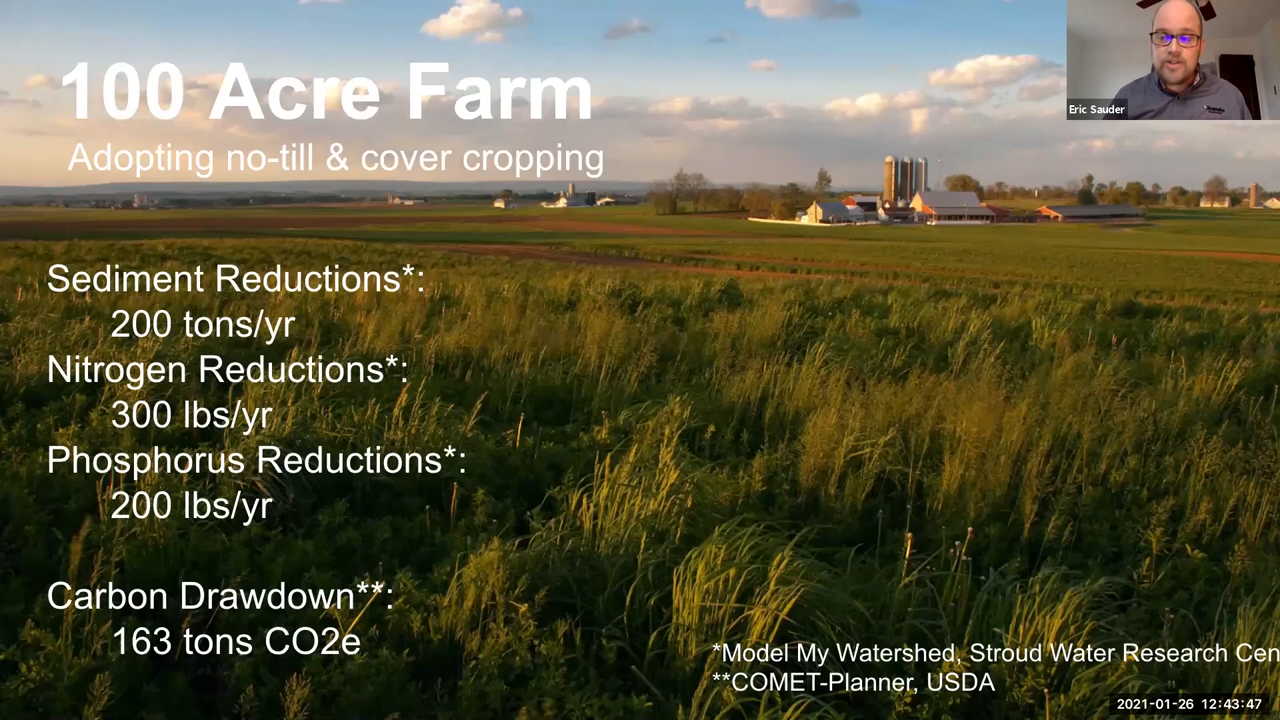 100 Acre Farm
Adopting no-till & cover cropping
Eric Sauder
Sediment Reductions*:
200 tons/yr
Nitrogen Reductions*:
300 lbs/yr
Phosphorus Reductions*:
200 lbs/yr
Carbon Drawdown**:
163 tons CO2e
*Model My Watershed, Stroud Water Research Cen
**COMET-Planner, USDA
2021-01-26 12:43:47